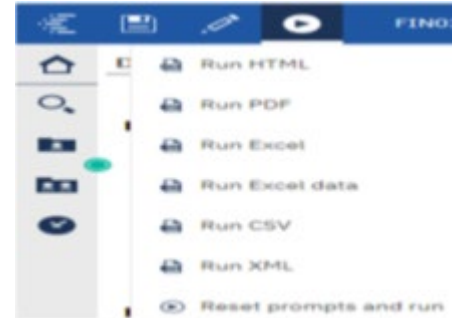 FINO
Run HTML
Run PDF
Run Excel
Run Excel data
Run CSV
Run XML
Reset prompts and run